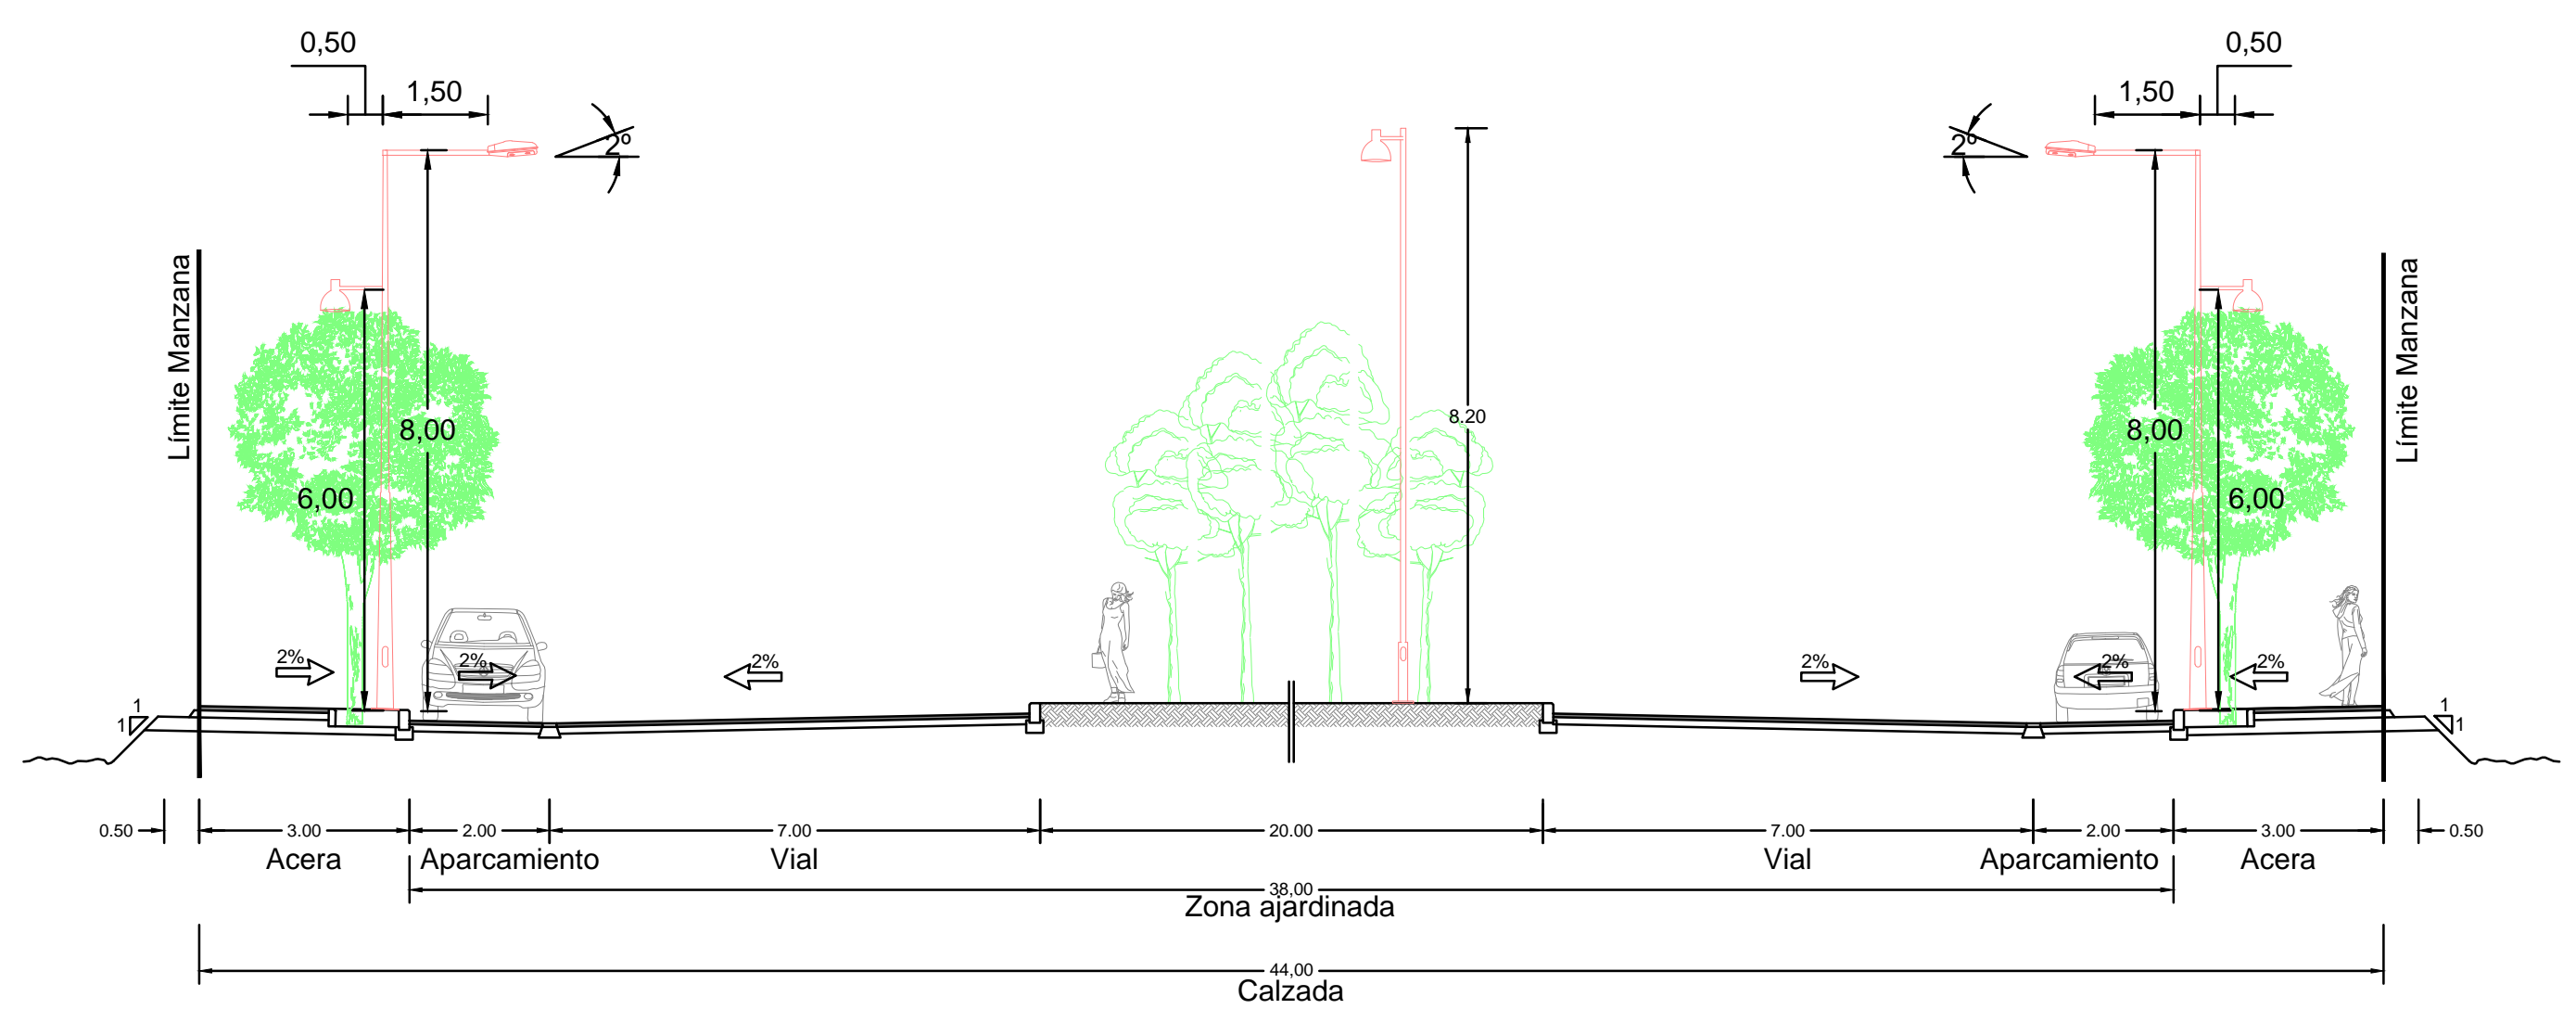 0,50
0,50
1,50
1,50
2º
2º
Límite Manzana
Límite Manzana
8,00
8.20
8,00
6,00
6,00
2%
2%
2%
2%
2%
2%
1
1
1
1
0.50
3.00
2.00
7.00
20.00
7.00
2.00
3.00
0.50
Acera
Aparcamiento
Vial
Vial
Aparcamiento
Acera
38,00
Zona ajardinada
44,00
Calzada